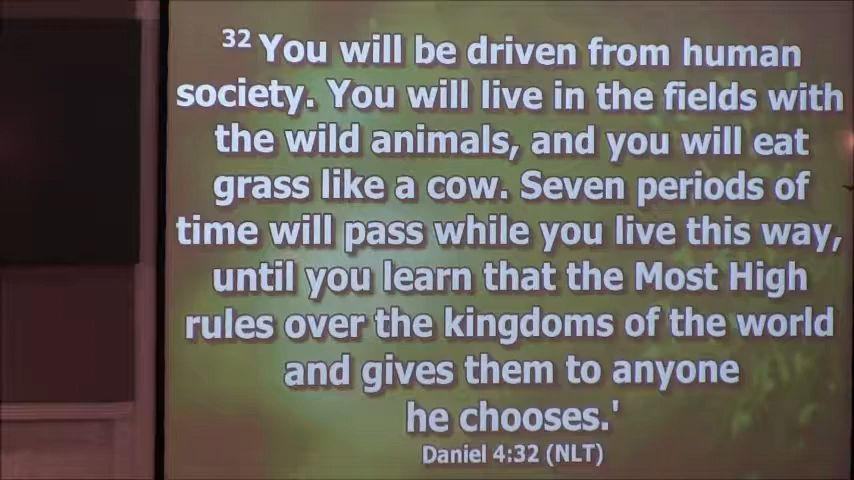 32 You will be driven from human
society. You will live in the fields with
the wild animals, and you will eat
grass like a cow. Seven periods of
time will pass while you live this way,
until you learn that the Most High
rules over the kingdoms of the world
and gives them to anyone
he chooses.'
Daniel 4:32 (NLT)